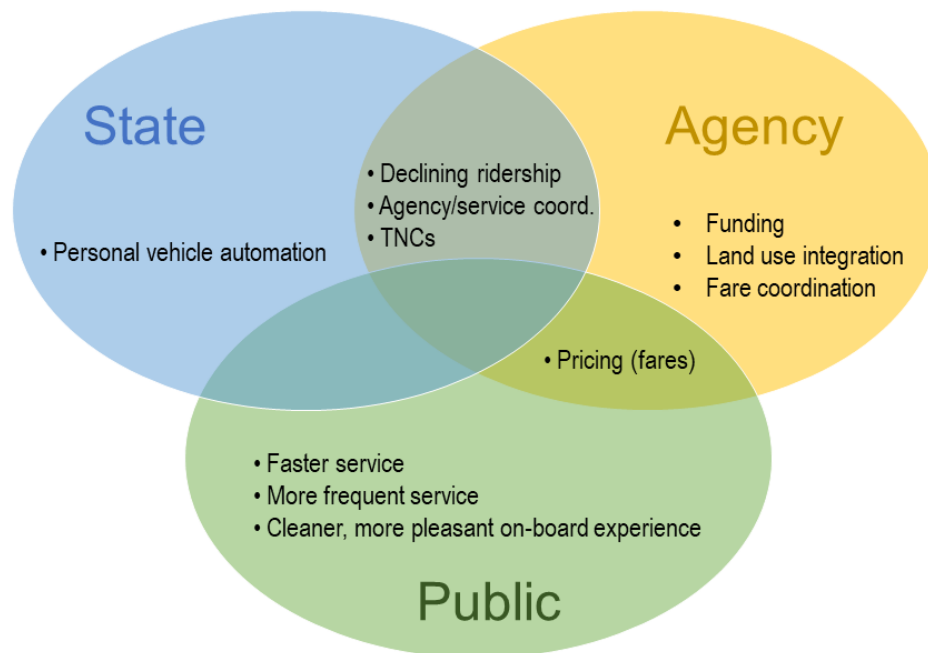 State
Agency
• Declining ridership
• Agency/service coord.
• TNCs
• Personal vehicle automation
• Funding
• Land use integration
• Fare coordination
• Pricing (fares)
• Faster service
• More frequent service
• Cleaner, more pleasant on-board experience
Public